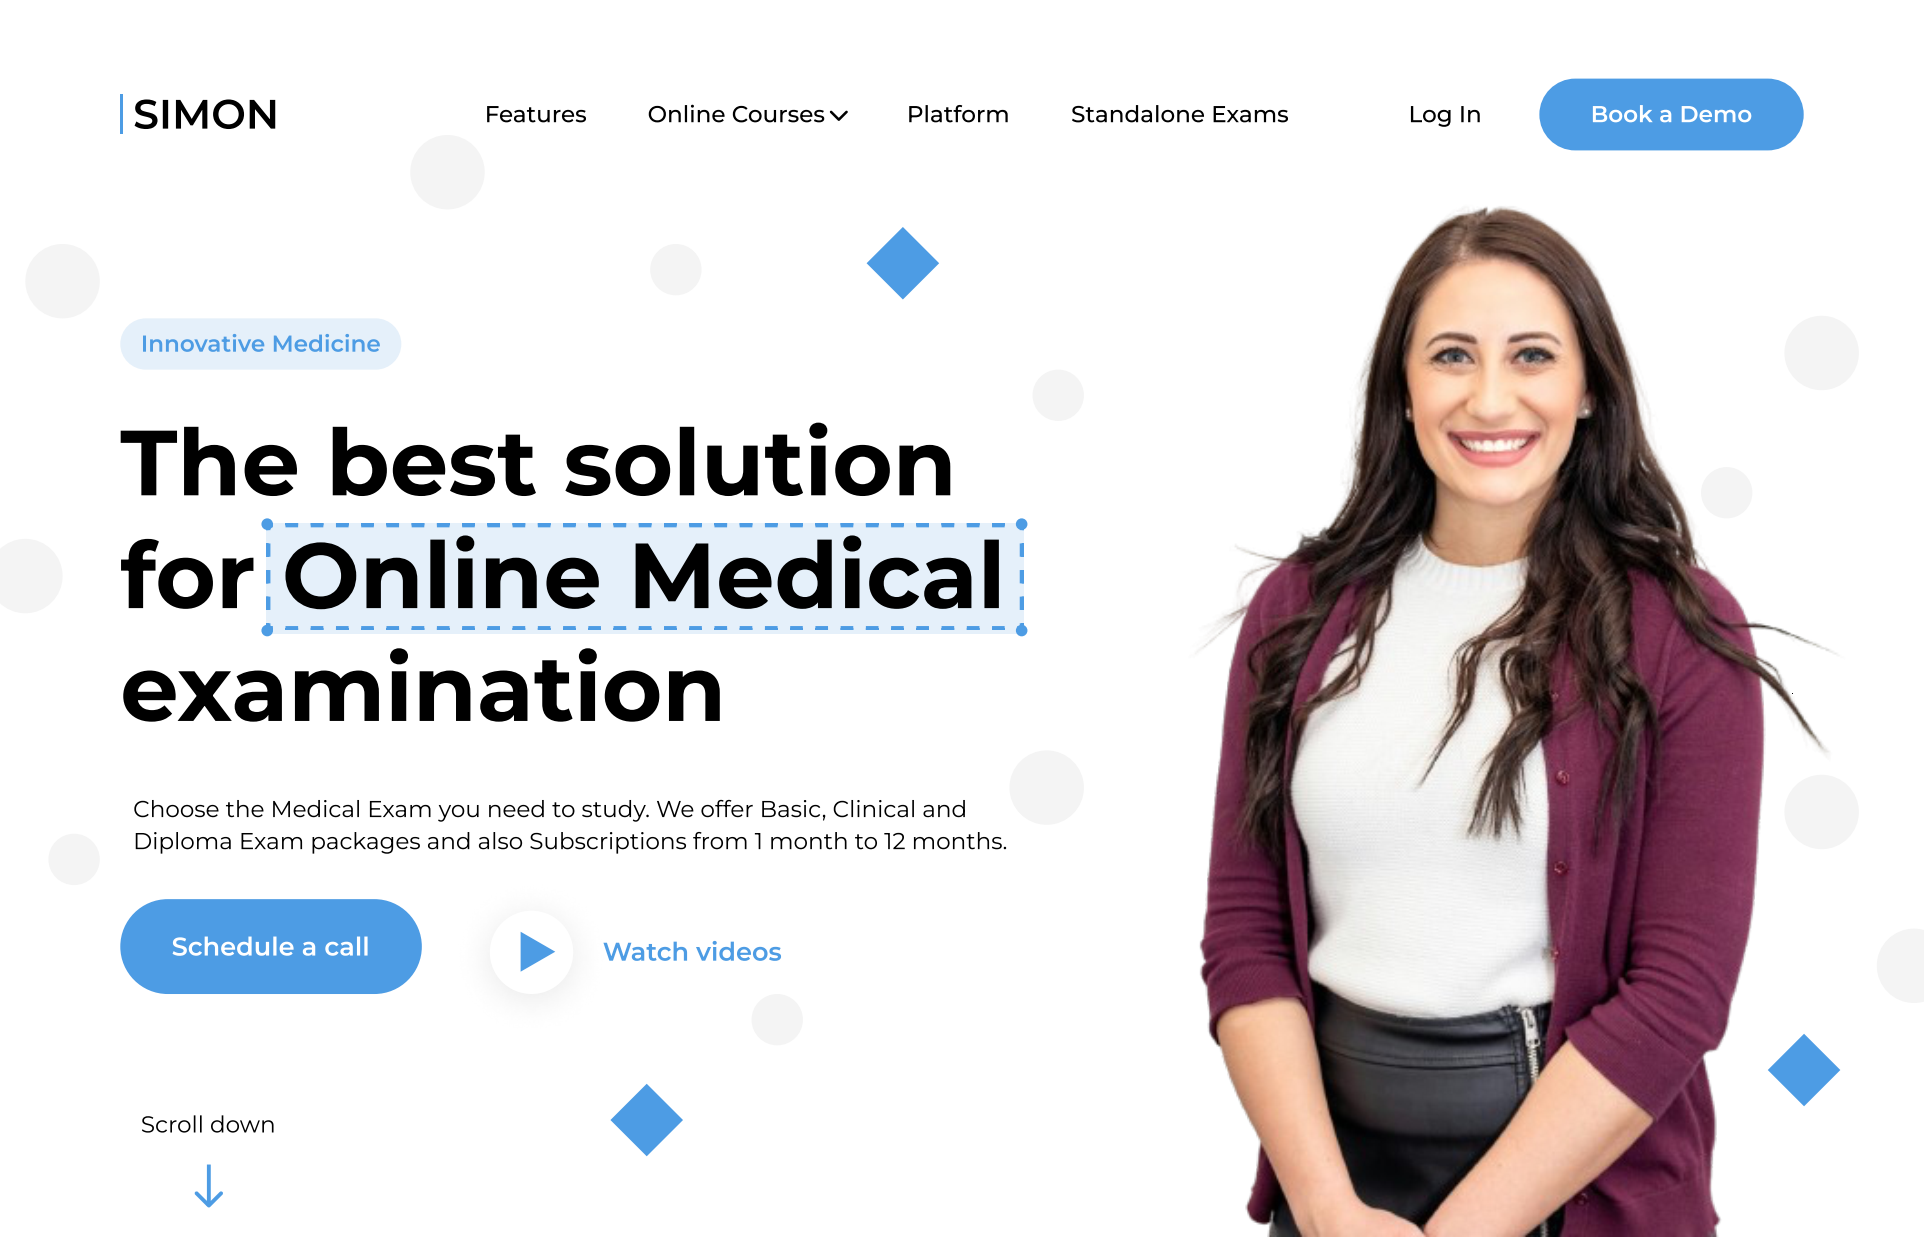 SIMON
Features
Online Courses
Platform
Standalone Exams
Log In
Book a Demo
Innovative Medicine
The best solution
for Online Medical
examination
Choose the Medical Exam you need to study. We offer Basic, Clinical and
Diploma Exam packages and also Subscriptions from 1 month to 12 months.
Schedule a call
Watch videos
Scroll down